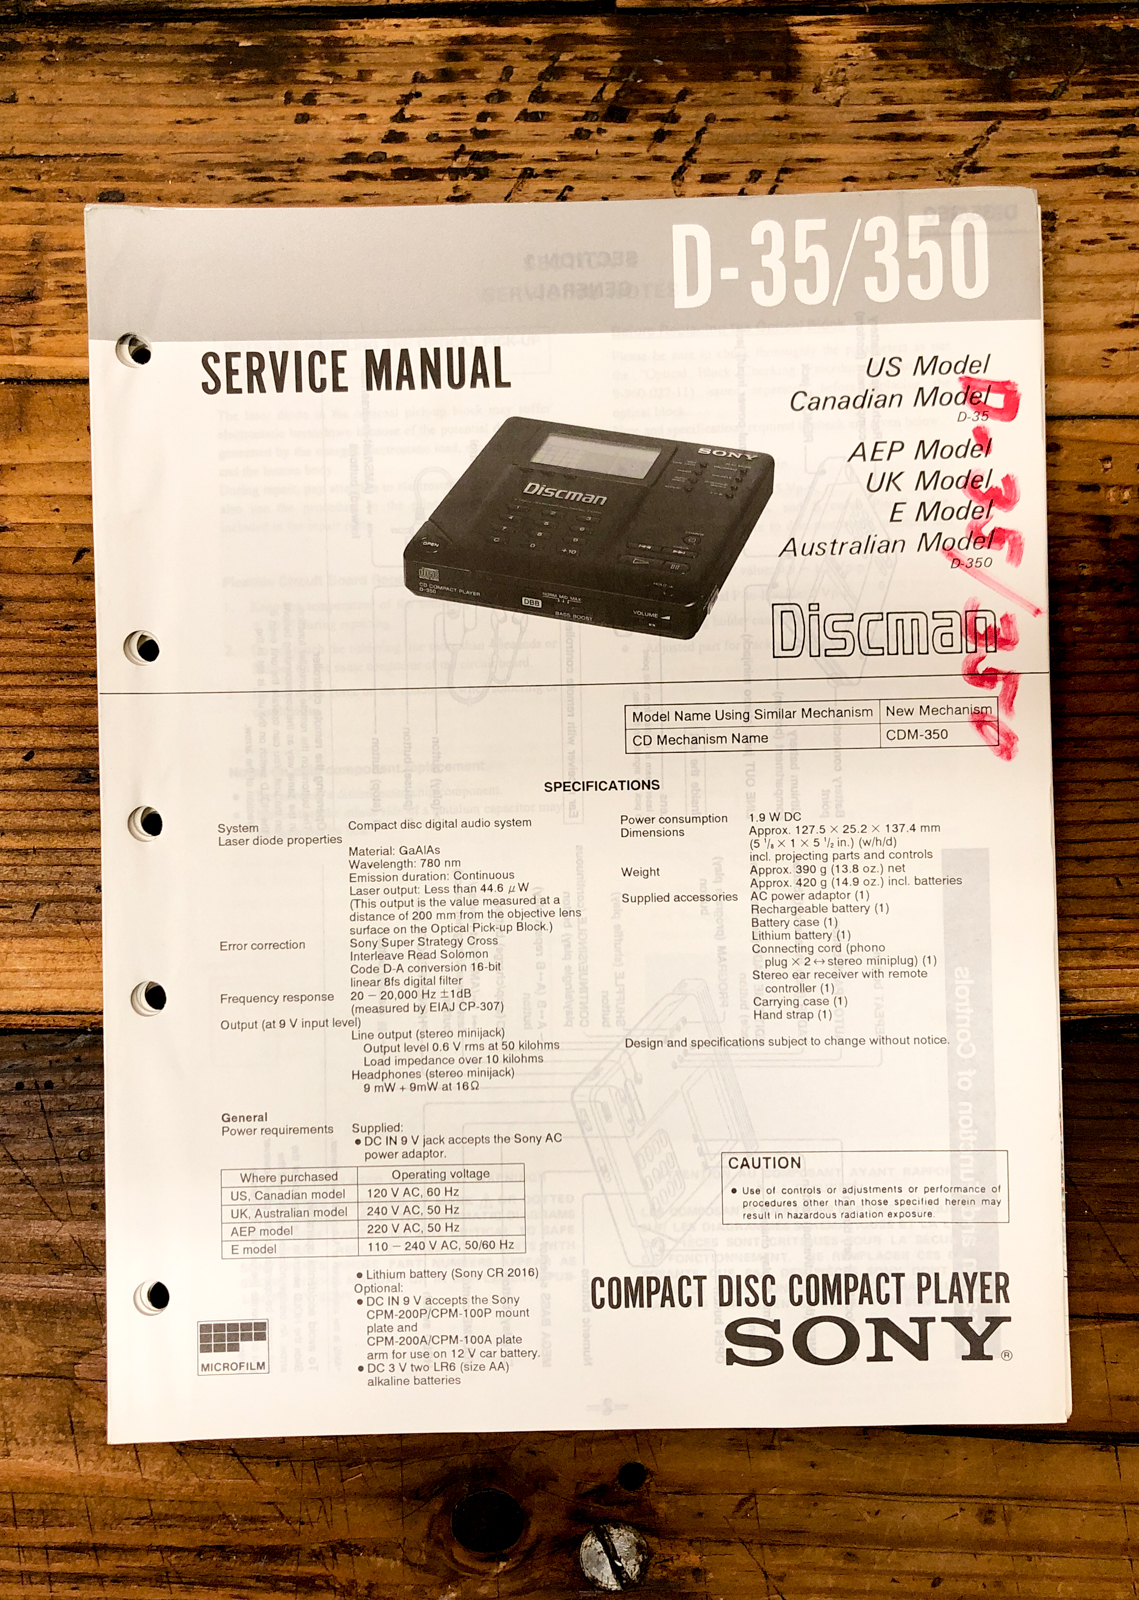 D-35/350
SERVICE MANUAL
US Model
Canadian Model
D-35
AEP Model
UK Model
E Model
Australian Model
D-350
D-35/350
SONY
Discman
OPEN
CD COMPACT PLAYER
D-350
DBB
NORM MID MAX
BASS BOOST
VOLUME
Discman
Model Name Using Similar Mechanism New Mechanism
CD Mechanism Name CDM-350
SPECIFICATIONS
System Compact disc digital audio system
Laser diode properties
Material: GaAlAs
Wavelength: 780 nm
Emission duration: Continuous
Laser output: Less than 44.6 μW
(This output is the value measured at a
distance of 200 mm from the objective lens
surface on the Optical Pick-up Block.)
Error correction Sony Super Strategy Cross
Interleave Read Solomon
Code D-A conversion 16-bit
linear 8fs digital filter
Frequency response 20 – 20,000 Hz ±1dB
(measured by EIAJ CP-307)
Output (at 9 V input level)
Line output (stereo minijack)
Output level 0.6 V rms at 50 kilohms
Load impedance over 10 kilohms
Headphones (stereo minijack)
9 mW + 9mW at 16Ω
General
Power requirements Supplied:
● DC IN 9 V jack accepts the Sony AC
power adaptor.
Where purchased Operating voltage
US, Canadian model 120 V AC, 60 Hz
UK, Australian model 240 V AC, 50 Hz
AEP model 220 V AC, 50 Hz
E model 110 – 240 V AC, 50/60 Hz
● Lithium battery (Sony CR 2016)
Optional:
● DC IN 9 V accepts the Sony
CPM-200P/CPM-100P mount
plate and
CPM-200A/CPM-100A plate
arm for use on 12 V car battery.
● DC 3 V two LR6 (size AA)
alkaline batteries
Power consumption 1.9 W DC
Dimensions Approx. 127.5 × 25.2 × 137.4 mm
(5 1/8 × 1 × 5 1/2 in.) (w/h/d)
incl. projecting parts and controls
Weight Approx. 390 g (13.8 oz.) net
Approx. 420 g (14.9 oz.) incl. batteries
Supplied accessories AC power adaptor (1)
Rechargeable battery (1)
Battery case (1)
Lithium battery (1)
Connecting cord (phono
plug × 2↔stereo miniplug) (1)
Stereo ear receiver with remote
controller (1)
Carrying case (1)
Hand strap (1)
Design and specifications subject to change without notice.
CAUTION
● Use of controls or adjustments or performance of
procedures other than those specified herein may
result in hazardous radiation exposure.
MICROFILM
COMPACT DISC COMPACT PLAYER
SONY®